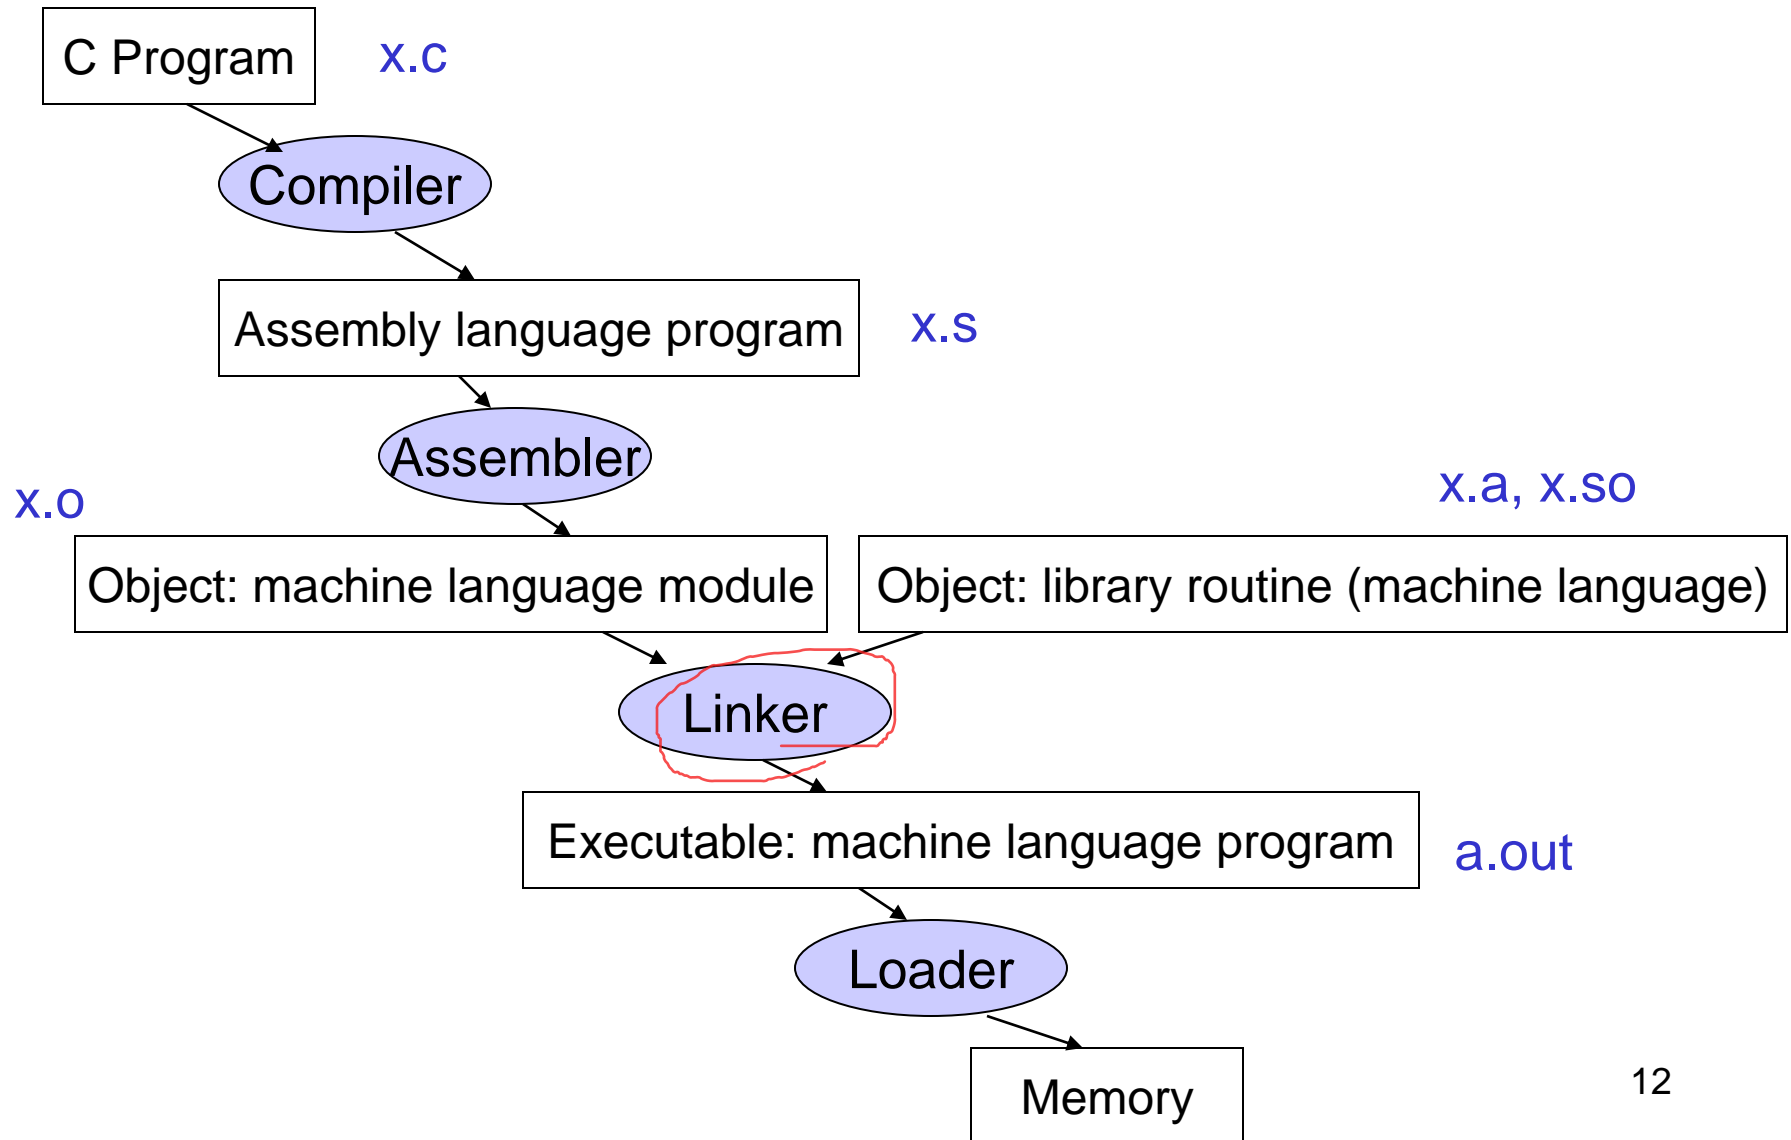 C Program
x.c
Compiler
Assembly language program
x.s
Assembler
x.o
x.a, x.so
Object: machine language module
Object: library routine (machine language)
Linker
Executable: machine language program
a.out
Loader
Memory
12